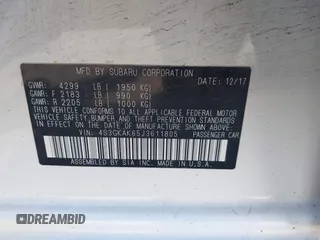 MFD BY SUBARU CORPORATION
GVWR: 4299 LB ( 1950 KG) DATE: 12/17
GAWR: F 2183 LB ( 990 KG)
GAWR: R 2205 LB ( 1000 KG)
THIS VEHICLE CONFORMS TO ALL APPLICABLE FEDERAL MOTOR
VEHICLE SAFETY,BUMPER,AND THEFT PREVENTION STANDARDS
IN EFFECT ON THE DATE OF MANUFACTURE SHOWN ABOVE.
VIN: 4S3GKAK65J3611805 PASSENGER CAR
ASSEMBLED BY SIA INC. MADE IN U.S.A.
DREAMBID